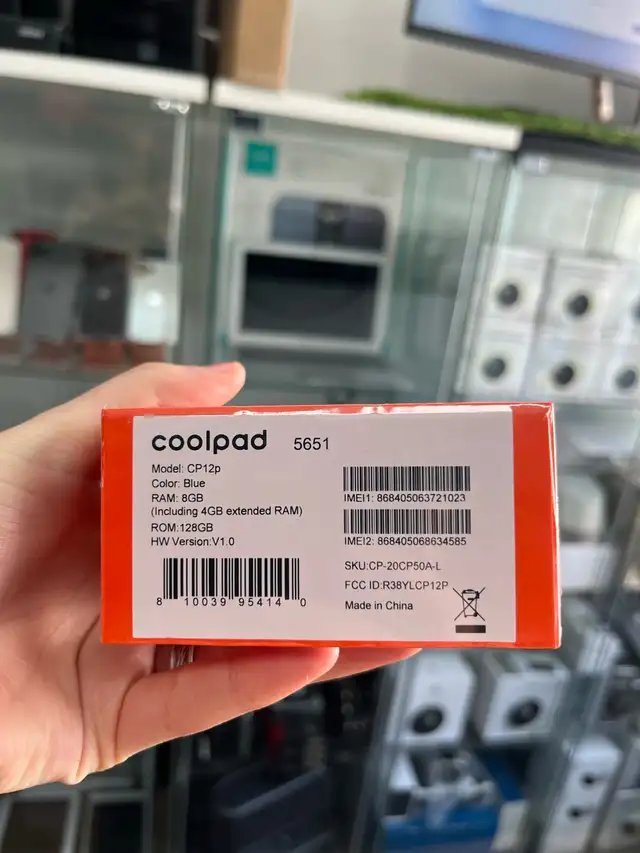 coolpad 5651
Model: CP12p
Color: Blue
RAM: 8GB
(Including 4GB extended RAM)
ROM:128GB
HW Version:V1.0
8 10039 95414 0
IMEI1: 868405063721023
IMEI2: 868405068634585
SKU:CP-20CP50A-L
FCC ID:R38YLCP12P
Made in China